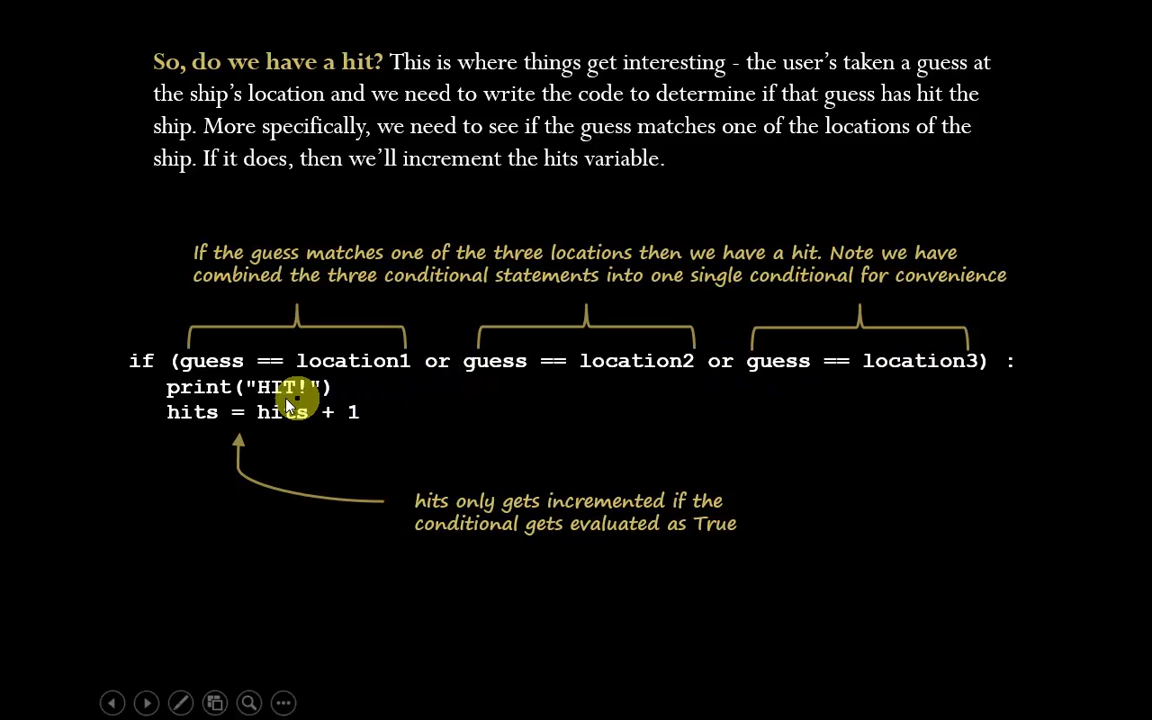 So, do we have a hit? This is where things get interesting - the user's taken a guess at
the ship's location and we need to write the code to determine if that guess has hit the
ship. More specifically, we need to see if the guess matches one of the locations of the
ship. If it does, then we'll increment the hits variable.
If the guess matches one of the three locations then we have a hit. Note we have
combined the three conditional statements into one single conditional for convenience
if (guess == location1 or guess == location2 or guess == location3) :
print("HIT!")
hits = hits + 1
hits only gets incremented if the
conditional gets evaluated as True